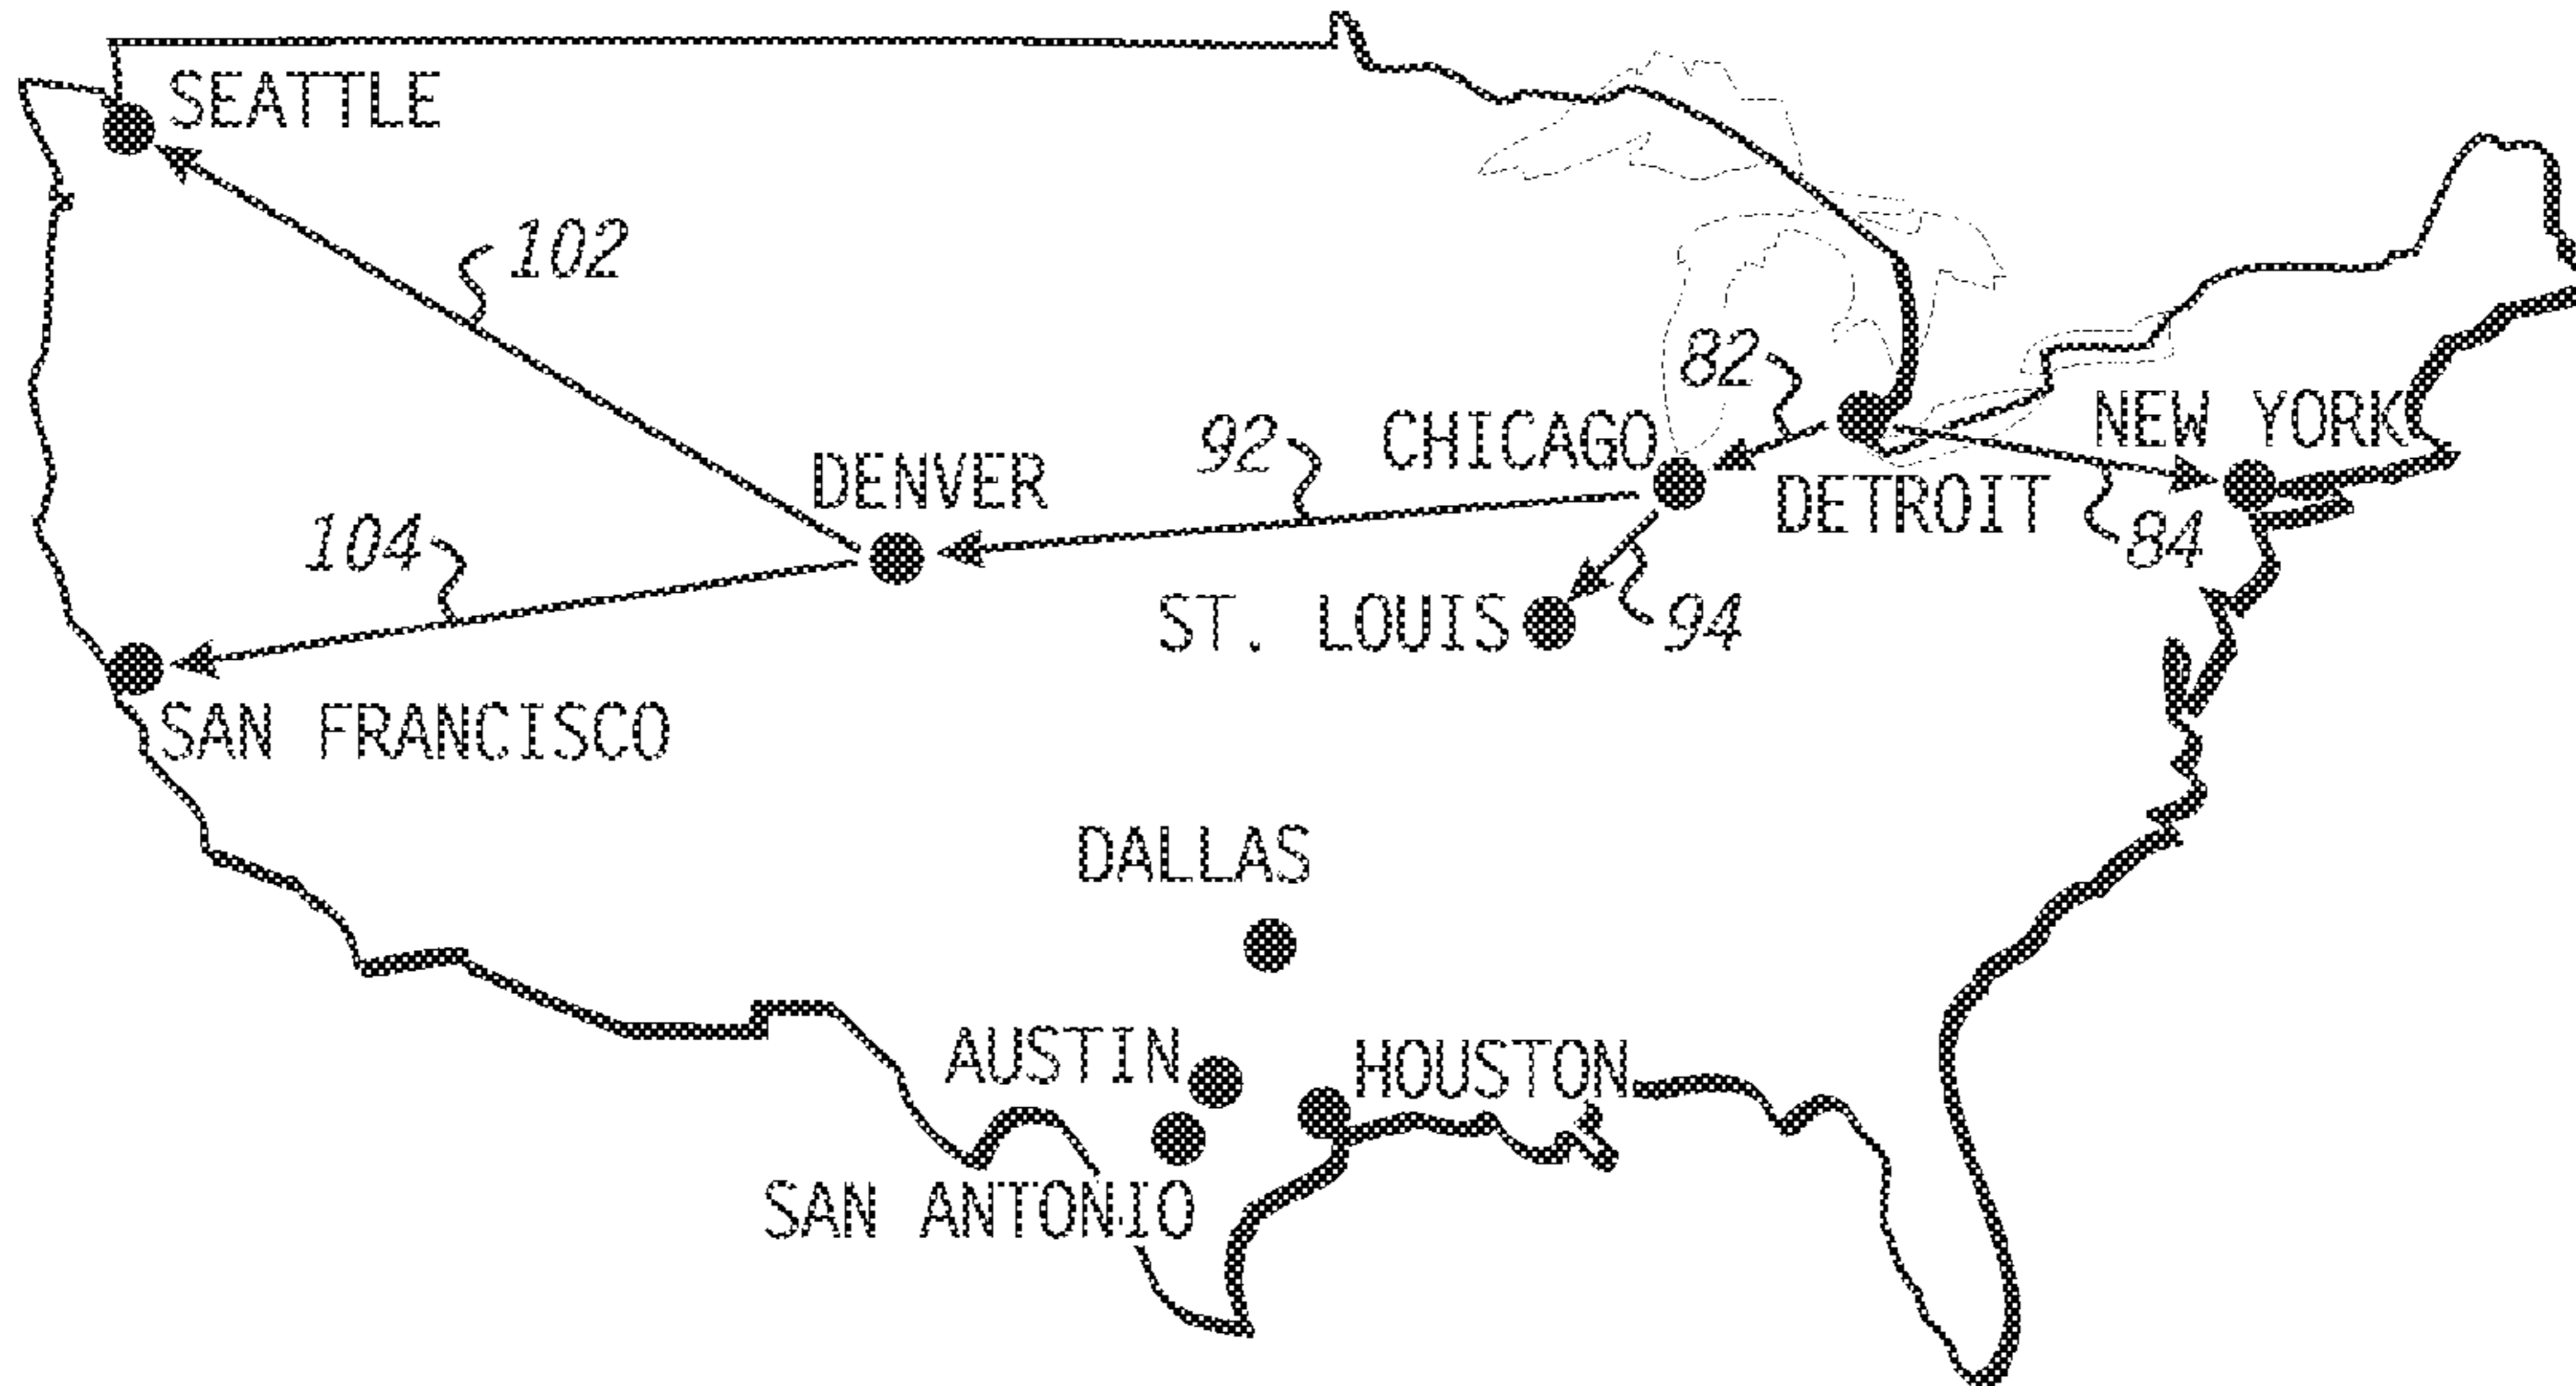 SEATTLE
102
82
NEW YORK
92
CHICAGO
DENVER
DETROIT
104
84
ST. LOUIS
94
SAN FRANCISCO
DALLAS
AUSTIN
HOUSTON
SAN ANTONIO